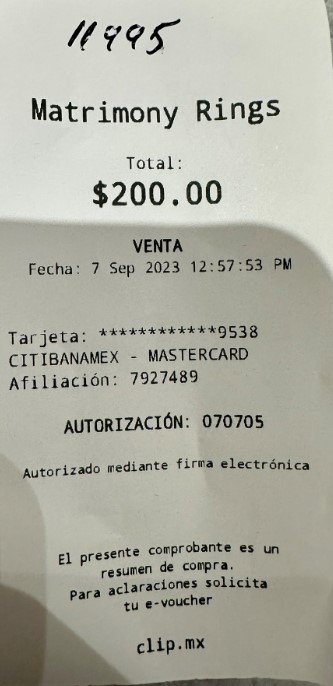 11995
Matrimony Rings
Total:
$200.00
VENTA
Fecha: 7 Sep 2023 12:57:53 PM
Tarjeta: ************9538
CITIBANAMEX - MASTERCARD
Afiliación: 7927489
AUTORIZACIÓN: 070705
Autorizado mediante firma electrónica
El presente comprobante es un
resumen de compra.
Para aclaraciones solicita
tu e-voucher
clip.mx